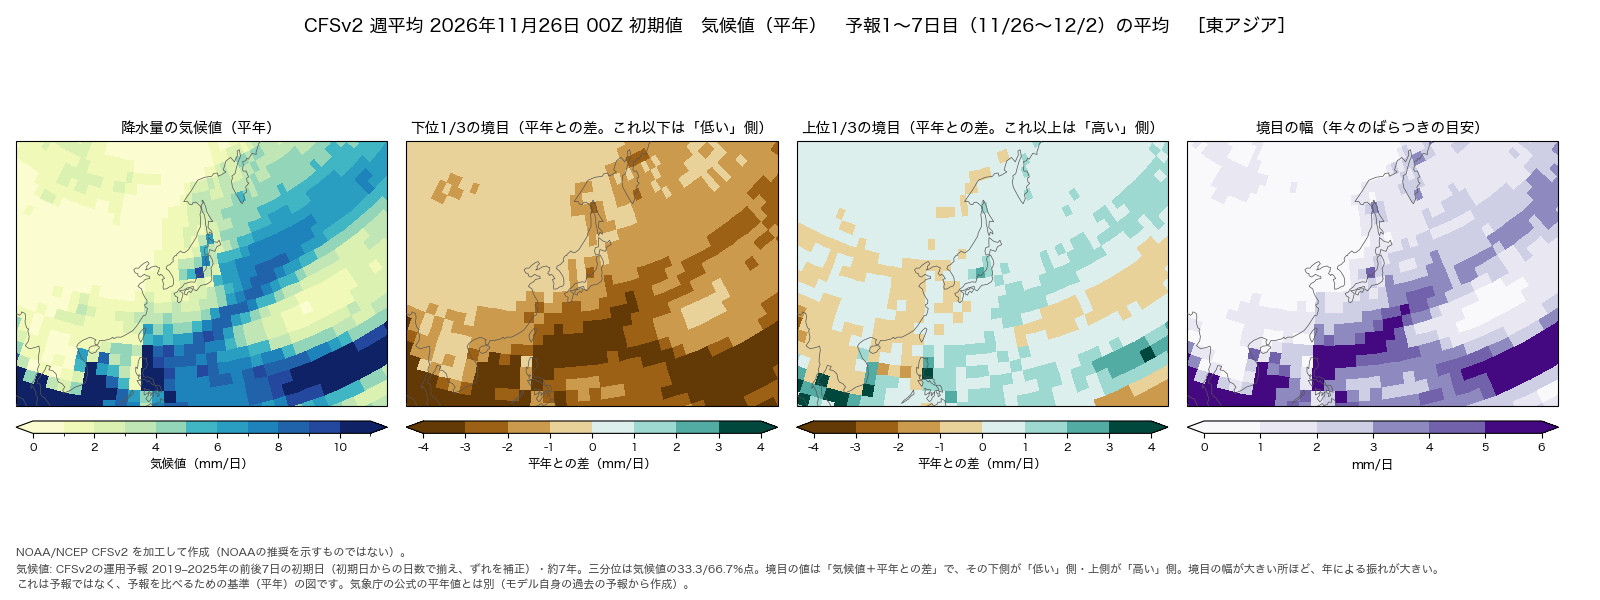 CFSv2 週平均 2026年11月26日 00Z 初期値　気候値（平年）　予報1〜7日目（11/26〜12/2）の平均　［東アジア］
降水量の気候値（平年）
下位1/3の境目（平年との差。これ以下は「低い」側）
上位1/3の境目（平年との差。これ以上は「高い」側）
境目の幅（年々のばらつきの目安）
0 2 4 6 8 10
気候値（mm/日）
-4 -3 -2 -1 0 1 2 3 4
平年との差（mm/日）
-4 -3 -2 -1 0 1 2 3 4
平年との差（mm/日）
0 1 2 3 4 5 6
mm/日
NOAA/NCEP CFSv2 を加工して作成（NOAAの推奨を示すものではない）。
気候値: CFSv2の運用予報 2019–2025年の前後7日の初期日（初期日からの日数で揃え、ずれを補正）・約7年。三分位は気候値の33.3/66.7%点。境目の値は「気候値＋平年との差」で、その下側が「低い」側・上側が「高い」側。境目の幅が大きい所ほど、年による振れが大きい。
これは予報ではなく、予報を比べるための基準（平年）の図です。気象庁の公式の平年値とは別（モデル自身の過去の予報から作成）。